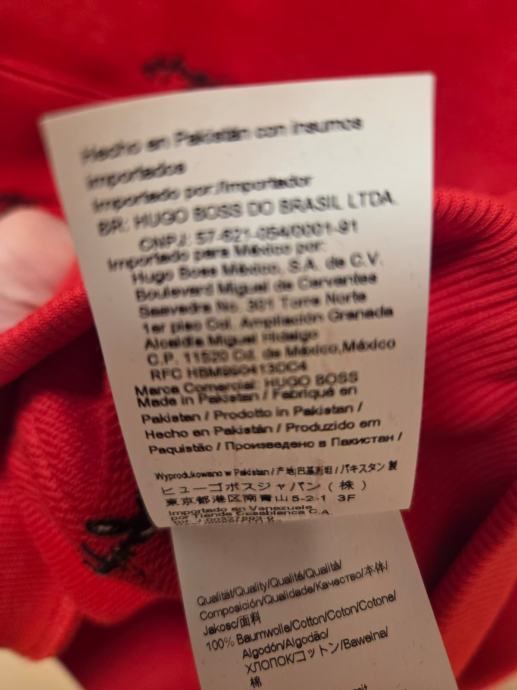 Hecho en Pakistán con insumos
importados
Importado por:/Importador
BR: HUGO BOSS DO BRASIL LTDA.
CNPJ: 57-621-054/0001-91
Importado para México por:
Hugo Boss México, S.A. de C.V.
Boulevard Miguel de Cervantes
Saavedra No. 301 Torre Norte
1er piso Col. Ampliación Granada
Alcaldía Miguel Hidalgo
C.P. 11520 Cd. de México,México
RFC
Marca Comercial: HUGO BOSS
Made in Pakistan / Fabriqué en
Pakistan / Prodotto in Pakistan /
Hecho en Pakistán / Produzido em
Paquistão / Произведено в Пакистан /
Wyprodukowano w Pakistan / 产地巴基斯坦 / パキスタン 製
ヒューゴボスジャパン (株)
東京都港区南青山5-2-1 3F
Importado en Venezuela
por Tienda Casablanca C.A.
Qualität/Quality/Qualité/Qualità/
Composición/Qualidade/Качество/本体/
Jakosc/面料
100% Baumwolle/Cotton/Coton/Cotone/
Algodón/Algodão/
ХЛОПОК/コットン/Bawełna/
棉